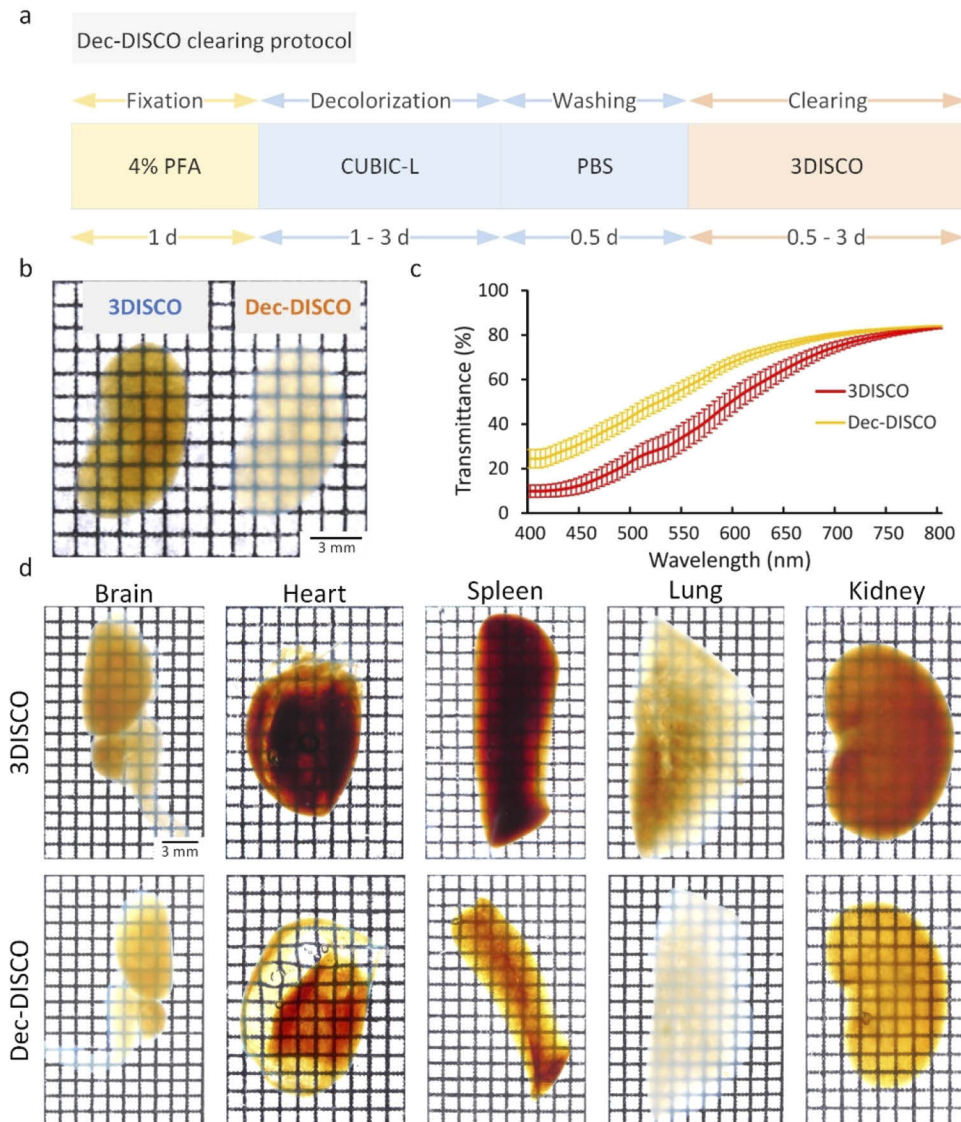 a
Dec-DISCO clearing protocol
Fixation Decolorization Washing Clearing
4% PFA CUBIC-L PBS 3DISCO
1 d 1 - 3 d 0.5 d 0.5 - 3 d
b
3DISCO Dec-DISCO
3 mm
c
100
80
60
40
20
0
Transmittance (%)
3DISCO
Dec-DISCO
400 450 500 550 600 650 700 750 800
Wavelength (nm)
d
Brain Heart Spleen Lung Kidney
3DISCO
3 mm
Dec-DISCO